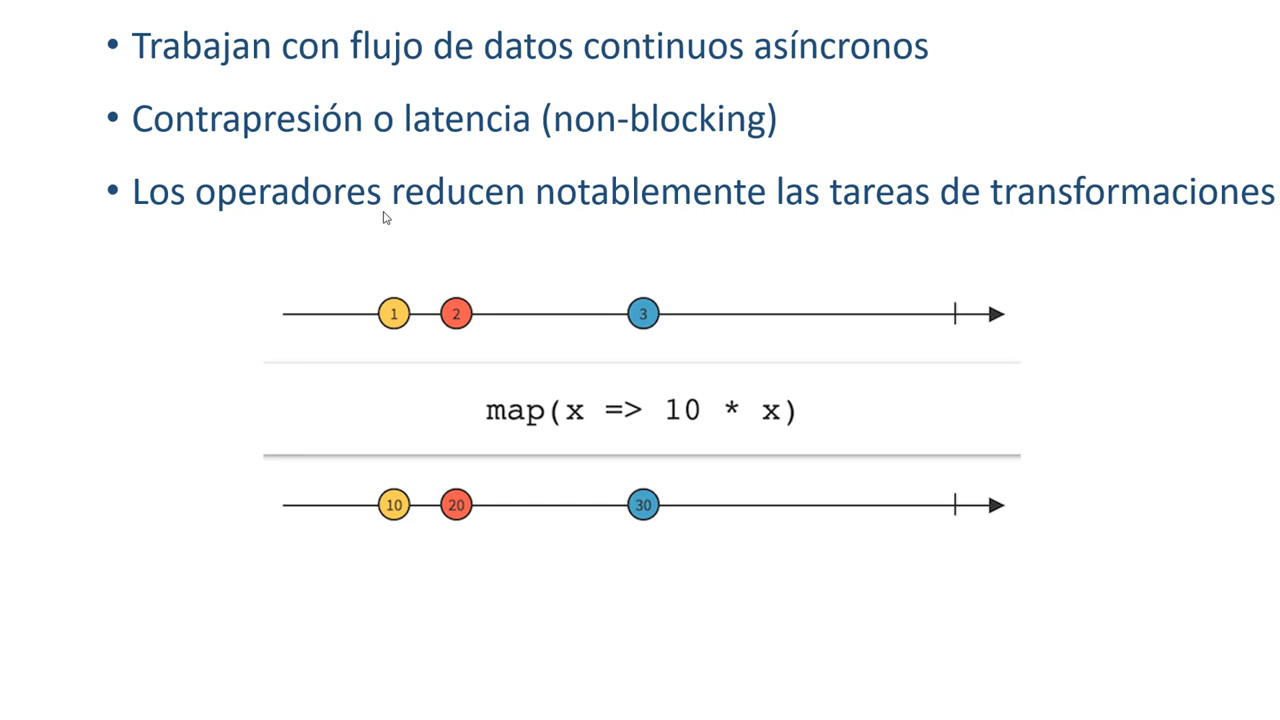 • Trabajan con flujo de datos continuos asíncronos
• Contrapresión o latencia (non-blocking)
• Los operadores reducen notablemente las tareas de transformaciones
1 2 3
map(x => 10 * x)
10 20 30